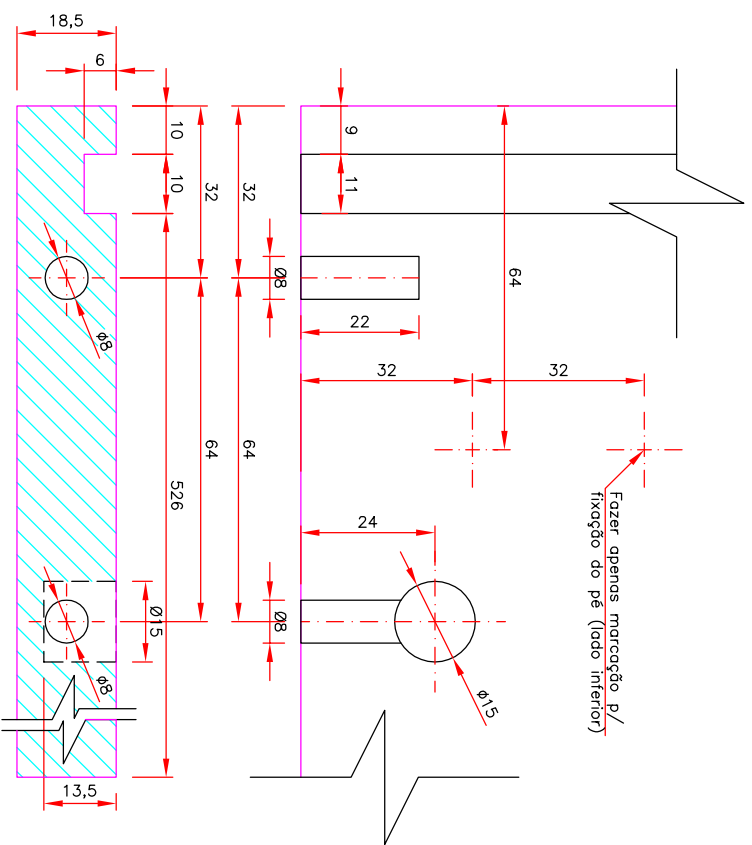 18,5
6
10
10
32
32
9
11
64
Ø8
22
32
32
ø8
64
64
526
24
Fazer apenas marcação p/
fixação do pé (lado inferior)
Ø15
Ø8
ø8
ø15
13,5